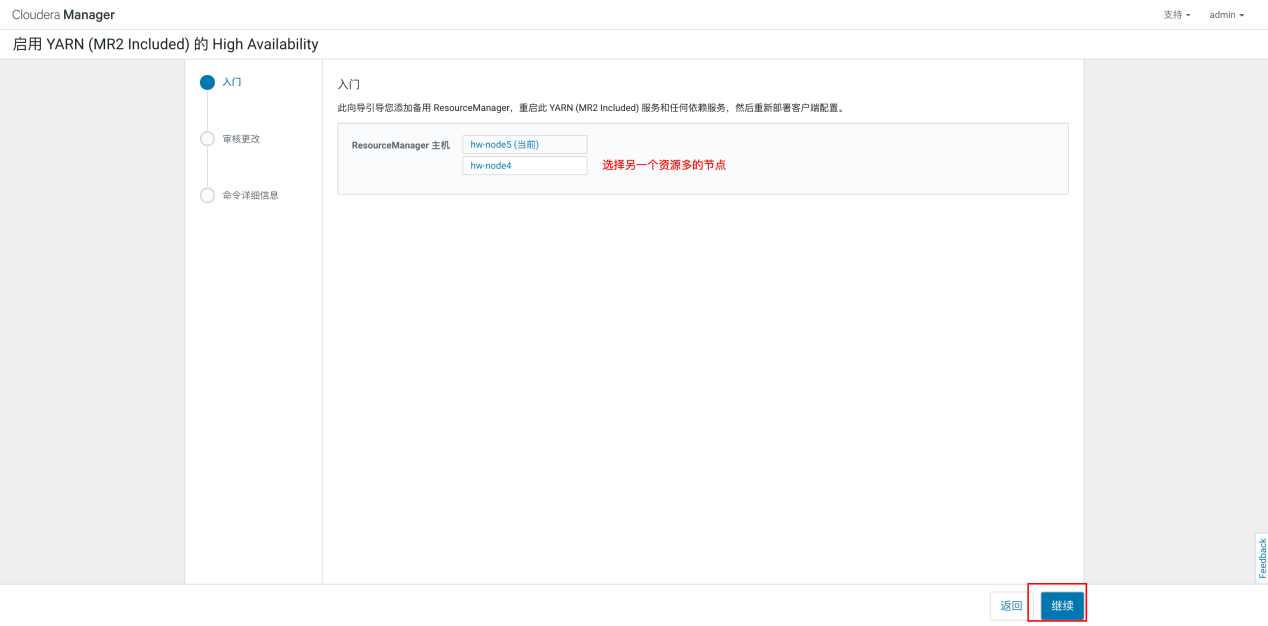 Cloudera Manager
支持
admin
启用 YARN (MR2 Included) 的 High Availability
入门
审核更改
命令详细信息
入门
此向导引导您添加备用 ResourceManager，重启此 YARN (MR2 Included) 服务和任何依赖服务，然后重新部署客户端配置。
ResourceManager 主机
hw-node5 (当前)
hw-node4
选择另一个资源多的节点
Feedback
返回
继续